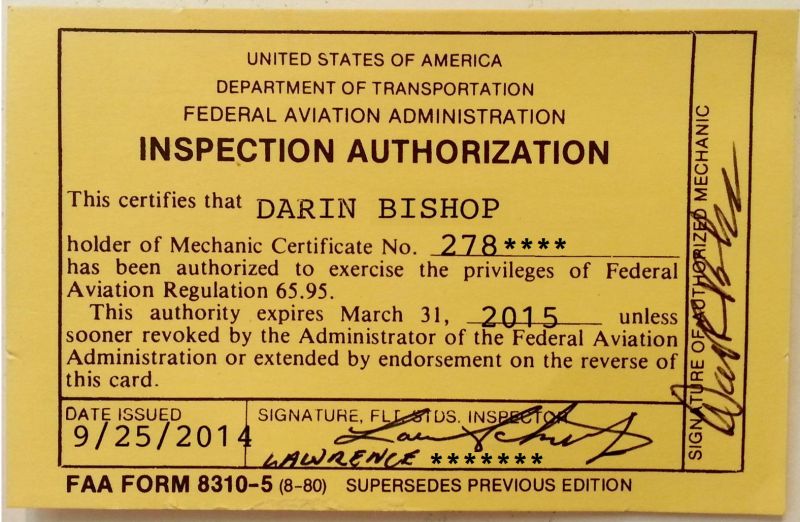 UNITED STATES OF AMERICA
DEPARTMENT OF TRANSPORTATION
FEDERAL AVIATION ADMINISTRATION
INSPECTION AUTHORIZATION
This certifies that DARIN BISHOP
holder of Mechanic Certificate No. 278****
has been authorized to exercise the privileges of Federal
Aviation Regulation 65.95.
This authority expires March 31, 2015 unless
sooner revoked by the Administrator of the Federal Aviation
Administration or extended by endorsement on the reverse of
this card.
DATE ISSUED
9/25/2014
SIGNATURE, FLT. STDS. INSPECTOR
LAWRENCE *******
SIGNATURE OF AUTHORIZED MECHANIC
FAA FORM 8310-5 (8-80) SUPERSEDES PREVIOUS EDITION